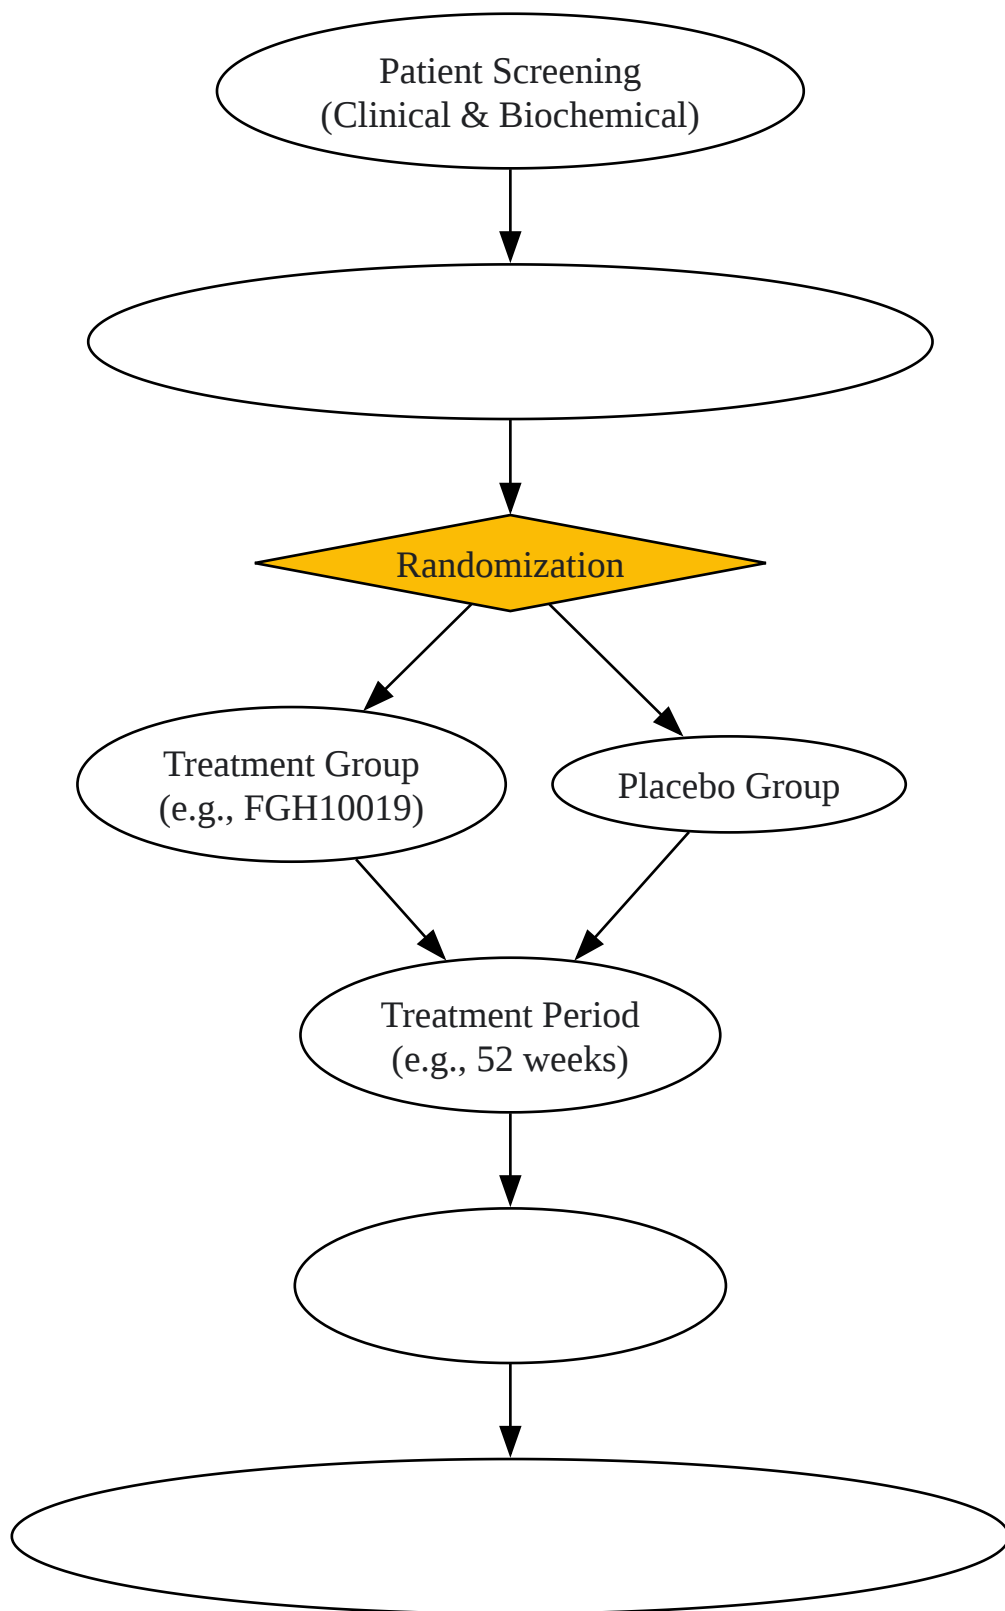 Patient Screening
(Clinical & Biochemical)
Randomization
Treatment Group
(e.g., FGH10019)
Placebo Group
Treatment Period
(e.g., 52 weeks)